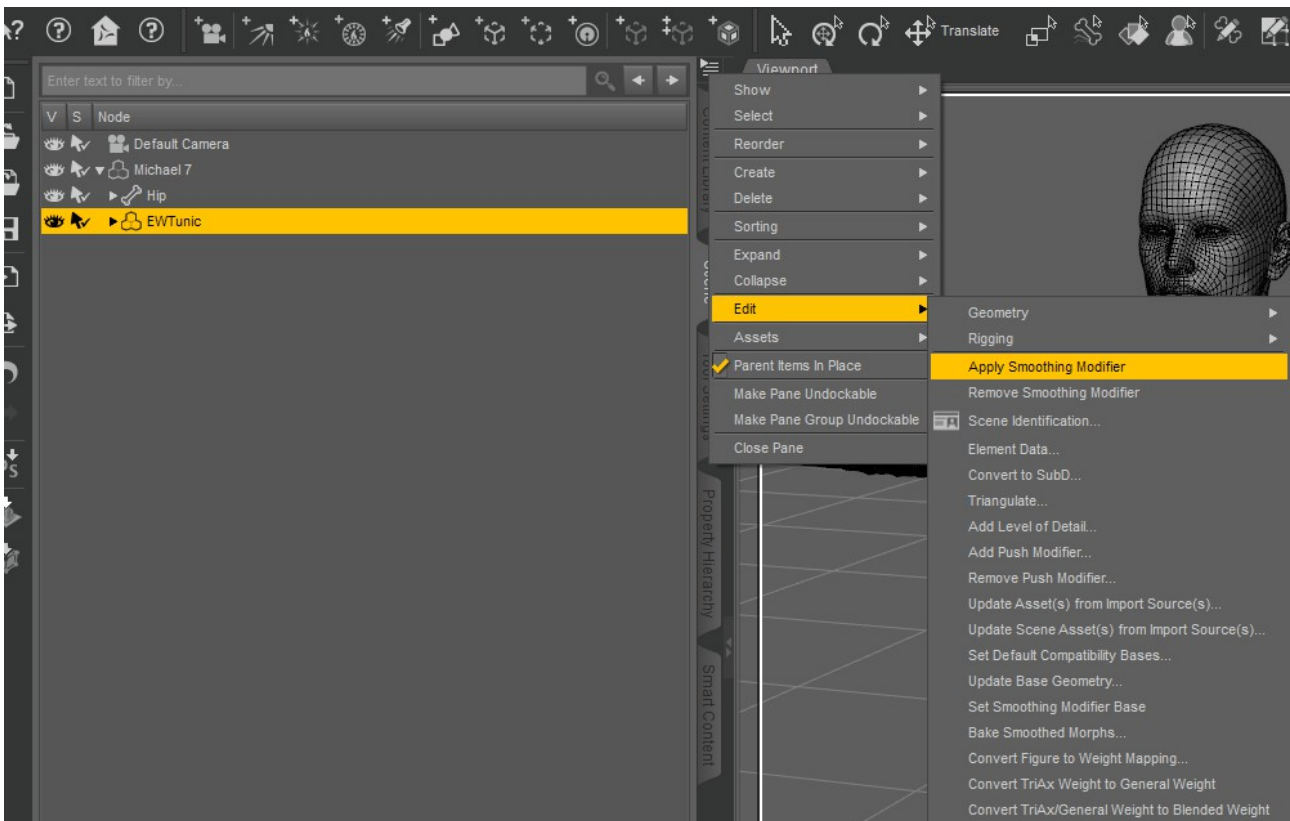 Translate
Enter text to filter by...
Viewport
V S Node
Default Camera
Michael 7
Hip
EWTunic
Show
Select
Reorder
Create
Delete
Sorting
Expand
Collapse
Edit
Assets
Parent Items In Place
Make Pane Undockable
Make Pane Group Undockable
Close Pane
Geometry
Rigging
Apply Smoothing Modifier
Remove Smoothing Modifier
Scene Identification...
Element Data...
Convert to SubD...
Triangulate...
Add Level of Detail...
Add Push Modifier...
Remove Push Modifier...
Update Asset(s) from Import Source(s)...
Update Scene Asset(s) from Import Source(s)...
Set Default Compatibility Bases...
Update Base Geometry...
Set Smoothing Modifier Base
Bake Smoothed Morphs...
Convert Figure to Weight Mapping...
Convert TriAx Weight to General Weight
Convert TriAx/General Weight to Blended Weight
Content Library
Scene
Tool Settings
Property Hierarchy
Smart Content